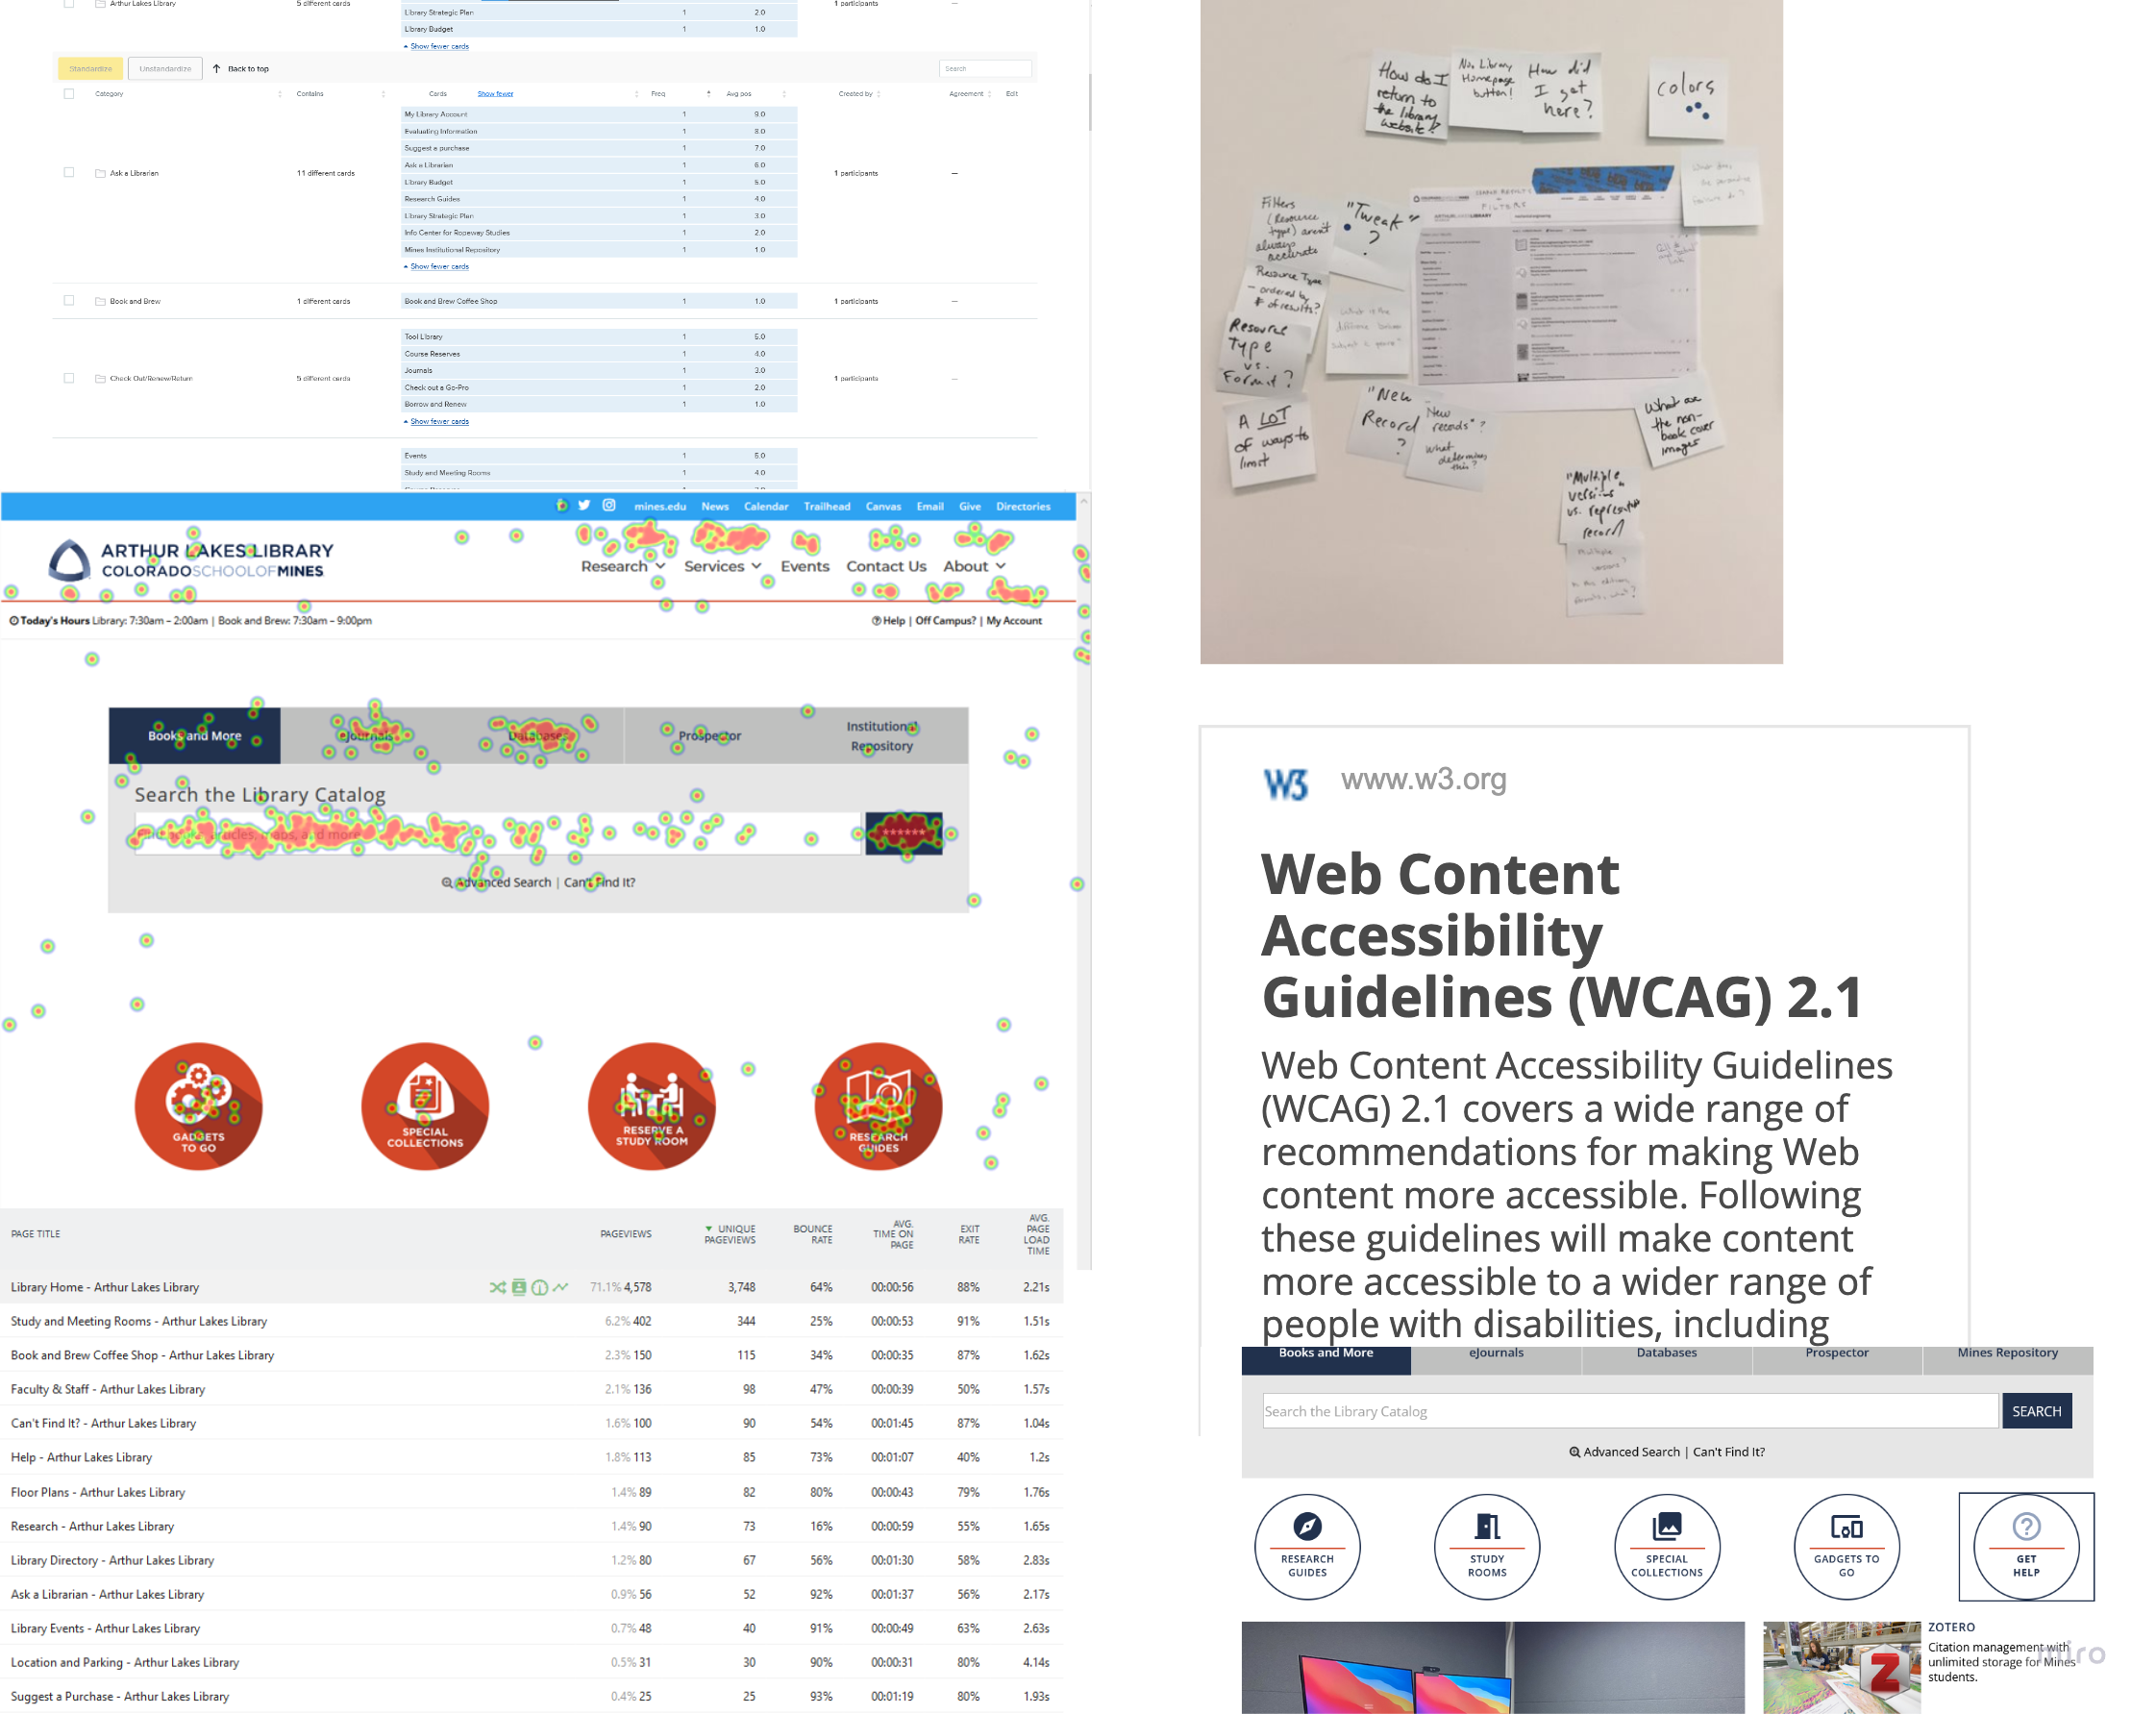 Arthur Lakes Library 5 different cards 1 participants —
Library Strategic Plan 1 2.0
Library Budget 1 1.0
Show fewer cards
Standardize Unstandardize Back to top Search
Category Contains Cards Show fewer Freq Avg pos Created by Agreement Edit
My Library Account 1 9.0
Evaluating Information 1 8.0
Suggest a purchase 1 7.0
Ask a Librarian 1 6.0
Ask a Librarian 11 different cards 1 participants —
Library Budget 1 5.0
Research Guides 1 4.0
Library Strategic Plan 1 3.0
Info Center for Ropeway Studies 1 2.0
Mines Institutional Repository 1 1.0
Show fewer cards
Book and Brew 1 different cards Book and Brew Coffee Shop 1 1.0 1 participants —
Tool Library 1 5.0
Course Reserves 1 4.0
Journals 1 3.0
Check Out/Renew/Return 5 different cards 1 participants —
Check out a Go-Pro 1 2.0
Borrow and Renew 1 1.0
Show fewer cards
Events 1 5.0
Study and Meeting Rooms 1 4.0
mines.edu News Calendar Trailhead Canvas Email Give Directories
ARTHUR LAKES LIBRARY
COLORADOSCHOOLOFMINES
Research Services Events Contact Us About
Today's Hours Library: 7:30am – 2:00am | Book and Brew: 7:30am – 9:00pm
Help | Off Campus? | My Account
Books and More eJournals Databases Prospector Institutional
Repository
Search the Library Catalog
articles, maps, and more
******
Advanced Search | Can't Find It?
GADGETS
TO GO
SPECIAL
COLLECTIONS
RESERVE A
STUDY ROOM
RESEARCH
GUIDES
PAGE TITLE PAGEVIEWS UNIQUE PAGEVIEWS BOUNCE RATE AVG. TIME ON PAGE EXIT RATE AVG. PAGE LOAD TIME
Library Home - Arthur Lakes Library 71.1% 4,578 3,748 64% 00:00:56 88% 2.21s
Study and Meeting Rooms - Arthur Lakes Library 6.2% 402 344 25% 00:00:53 91% 1.51s
Book and Brew Coffee Shop - Arthur Lakes Library 2.3% 150 115 34% 00:00:35 87% 1.62s
Faculty & Staff - Arthur Lakes Library 2.1% 136 98 47% 00:00:39 50% 1.57s
Can't Find It? - Arthur Lakes Library 1.6% 100 90 54% 00:01:45 87% 1.04s
Help - Arthur Lakes Library 1.8% 113 85 73% 00:01:07 40% 1.2s
Floor Plans - Arthur Lakes Library 1.4% 89 82 80% 00:00:43 79% 1.76s
Research - Arthur Lakes Library 1.4% 90 73 16% 00:00:59 55% 1.65s
Library Directory - Arthur Lakes Library 1.2% 80 67 56% 00:01:30 58% 2.83s
Ask a Librarian - Arthur Lakes Library 0.9% 56 52 92% 00:01:37 56% 2.17s
Library Events - Arthur Lakes Library 0.7% 48 40 91% 00:00:49 63% 2.63s
Location and Parking - Arthur Lakes Library 0.5% 31 30 90% 00:00:31 80% 4.14s
Suggest a Purchase - Arthur Lakes Library 0.4% 25 25 93% 00:01:19 80% 1.93s
How do I
return to
the library
website?
No Library
Homepage
button!
How did
I get
here?
colors
SEARCH RESULTS
FILTERS
ARTHUR LAKES LIBRARY
Filters
(Resource
type) aren't
always
accurate
"Tweak"
?
Resource Type
- ordered by
# of results?
What is the
difference between
subject & genre?
Resource
Type
vs.
Format?
A LOT
of ways to
limit
"New
Record
?
"New
records"?
What
determines
this?
What are
the non-
book cover
images
"Multiple
versions"
vs. 
record
Multiple
versions?
W3 www.w3.org
Web Content
Accessibility
Guidelines (WCAG) 2.1
Web Content Accessibility Guidelines
(WCAG) 2.1 covers a wide range of
recommendations for making Web
content more accessible. Following
these guidelines will make content
more accessible to a wider range of
people with disabilities, including
Books and More eJournals Databases Prospector Mines Repository
Search the Library Catalog SEARCH
Advanced Search | Can't Find It?
RESEARCH
GUIDES
STUDY
ROOMS
SPECIAL
COLLECTIONS
GADGETS TO
GO
GET
HELP
ZOTERO
Citation management with
unlimited storage for Mines
students.
Z
miro